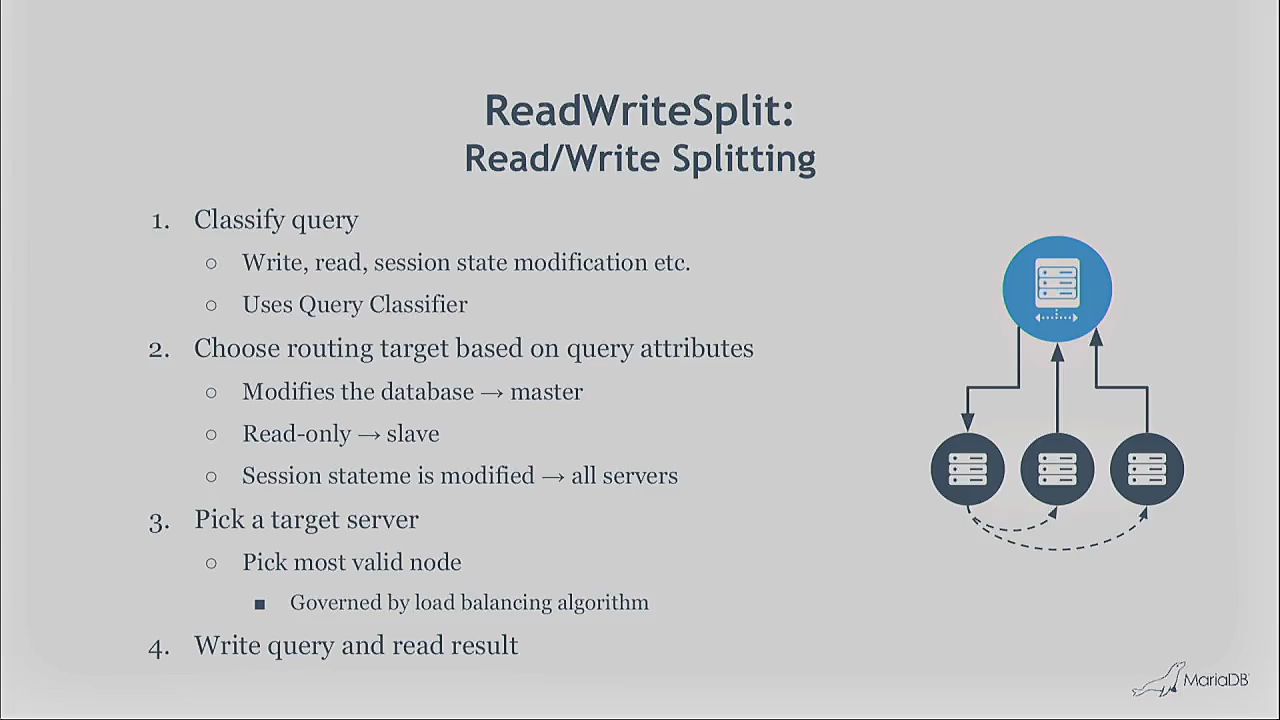 ReadWriteSplit:
Read/Write Splitting
1. Classify query
○ Write, read, session state modification etc.
○ Uses Query Classifier
2. Choose routing target based on query attributes
○ Modifies the database → master
○ Read-only → slave
○ Session stateme is modified → all servers
3. Pick a target server
○ Pick most valid node
■ Governed by load balancing algorithm
4. Write query and read result
MariaDB